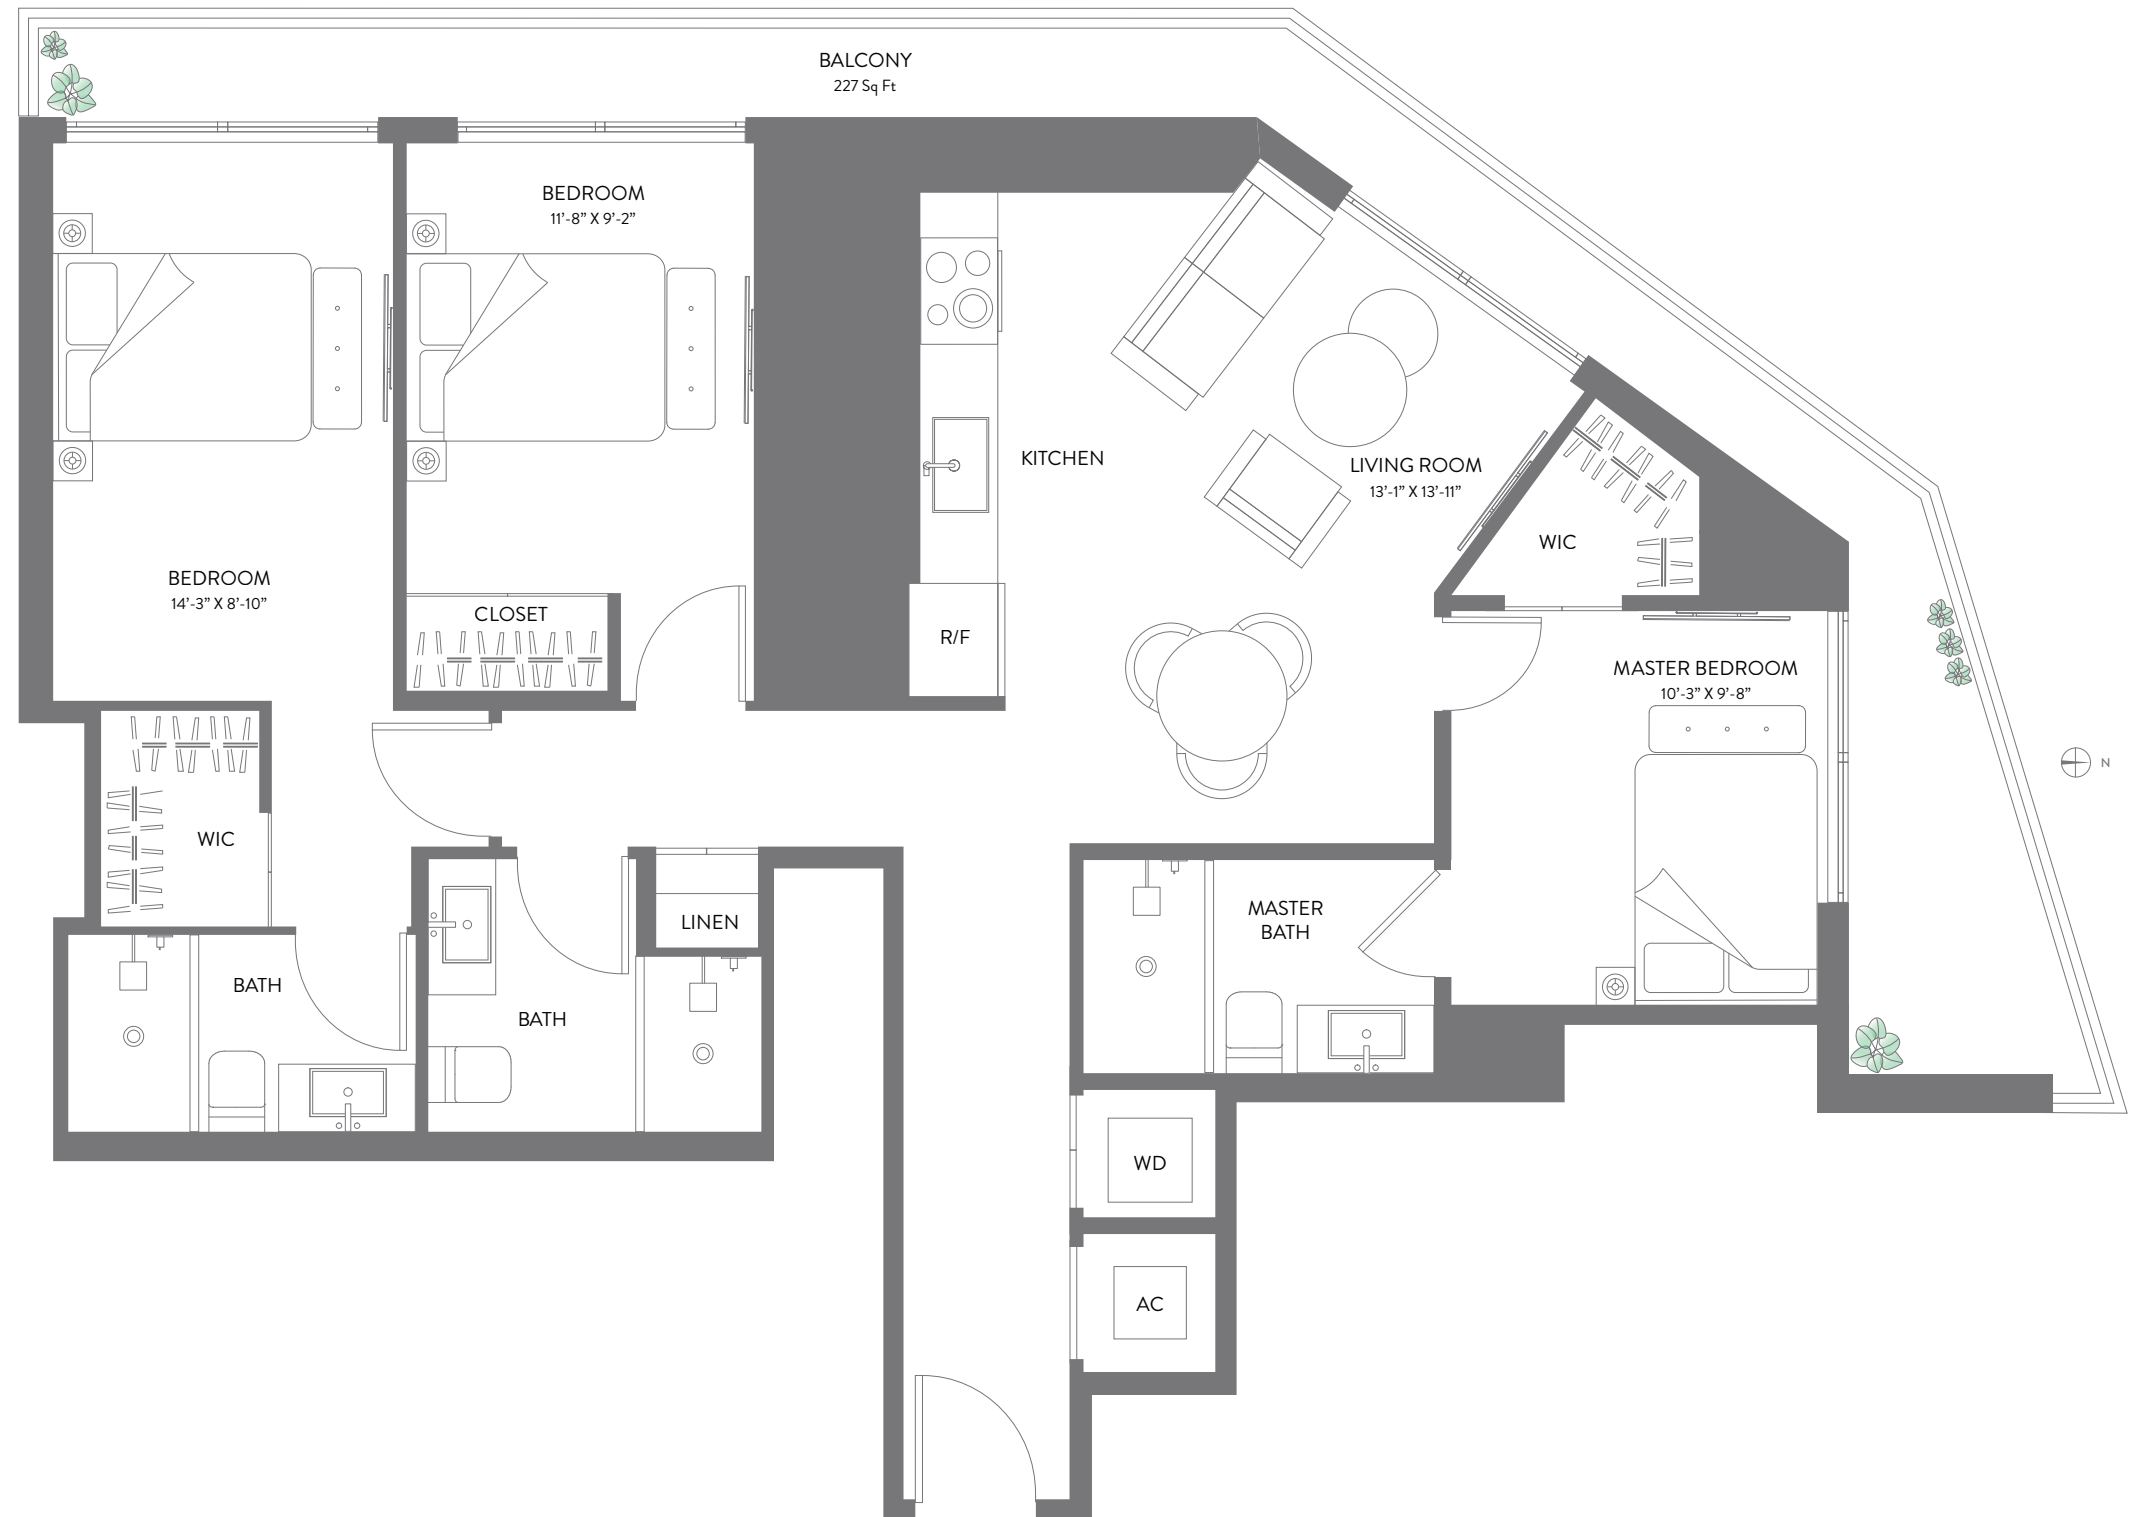 BALCONY
227 Sq Ft
BEDROOM
11’-8” X 9’-2”
KITCHEN
LIVING ROOM
13’-1” X 13’-11”
WIC
BEDROOM
14’-3” X 8’-10”
CLOSET
R/F
MASTER BEDROOM
10’-3” X 9’-8”
N
WIC
LINEN
MASTER
BATH
BATH
BATH
WD
AC